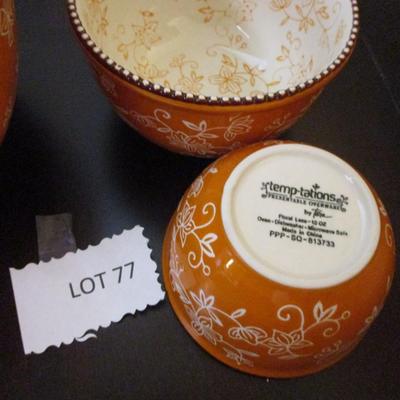 temp-tations
PRESENTABLE OVENWARE
by Tara
Floral Lace - 10 OZ
Oven - Dishwasher - Microwave Safe
Made in China
PPP-SQ-813733
LOT 77